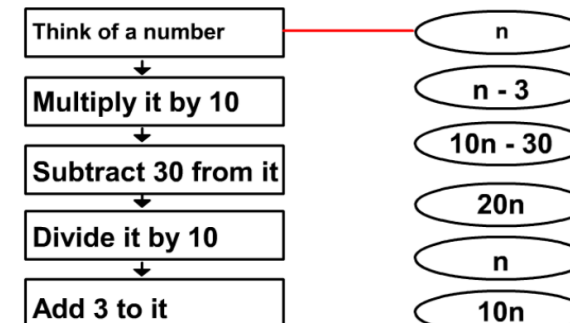 Think of a number
n
Multiply it by 10
n - 3
10n - 30
Subtract 30 from it
20n
Divide it by 10
n
Add 3 to it
10n